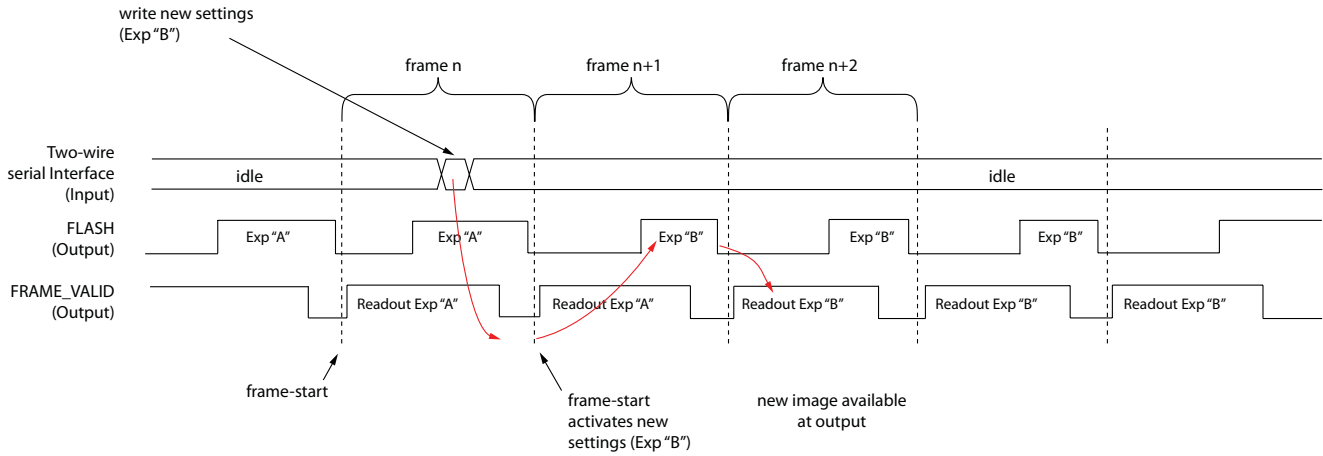 write new settings
(Exp “B”)
frame n
frame n+1
frame n+2
Two-wire
serial Interface
(Input)
idle
idle
FLASH
(Output)
Exp “A”
Exp “A”
Exp “B”
Exp “B”
Exp “B”
FRAME_VALID
(Output)
Readout Exp “A”
Readout Exp “A”
Readout Exp “B”
Readout Exp “B”
Readout Exp “B”
frame-start
frame-start
activates new
settings (Exp “B”)
new image available
at output